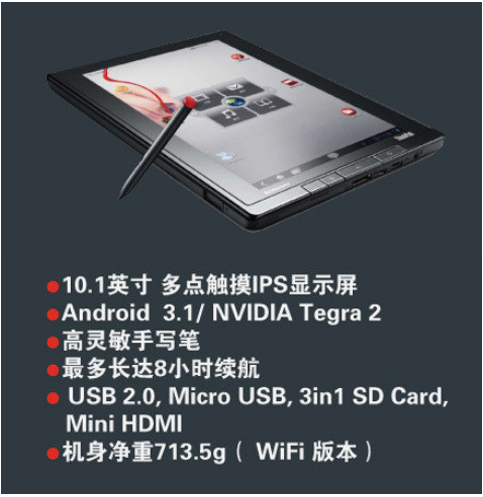 10.1英寸 多点触摸IPS显示屏
Android 3.1/ NVIDIA Tegra 2
高灵敏手写笔
最多长达8小时续航
USB 2.0, Micro USB, 3in1 SD Card,
Mini HDMI
机身净重713.5g（ WiFi 版本）